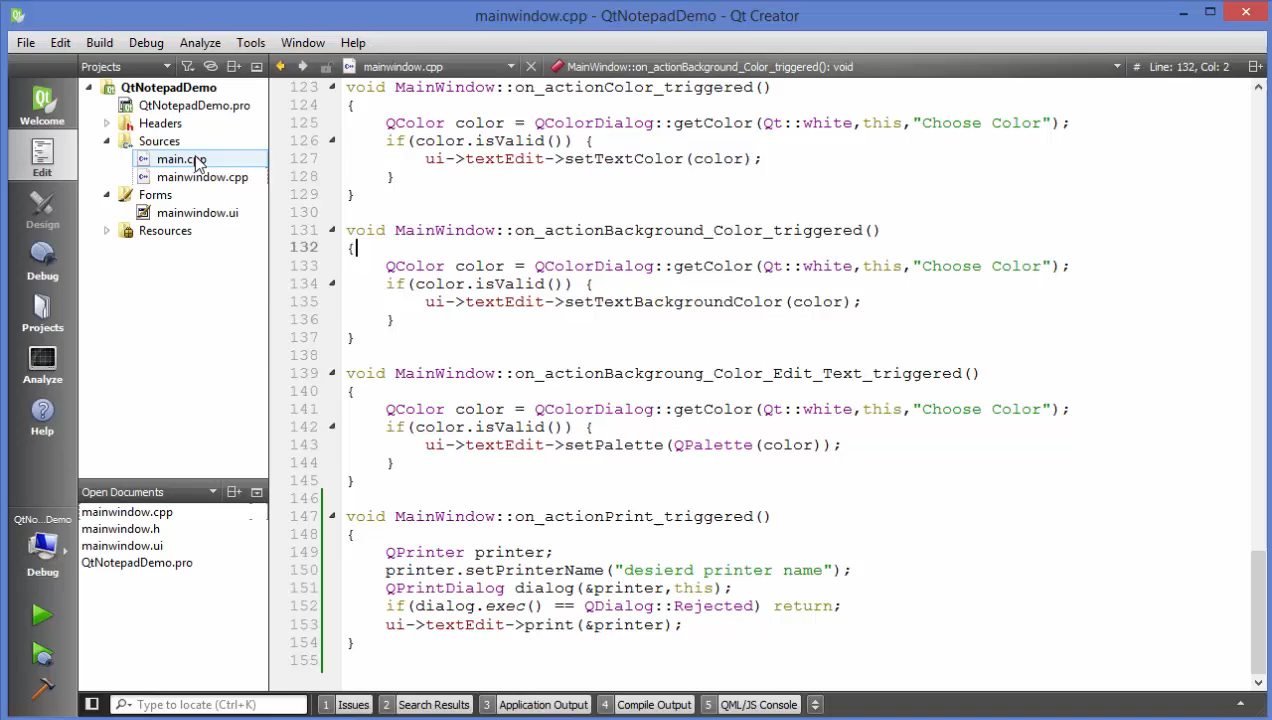 mainwindow.cpp - QtNotepadDemo - Qt Creator
File Edit Build Debug Analyze Tools Window Help
Projects mainwindow.cpp MainWindow::on_actionBackground_Color_triggered(): void # Line: 132, Col: 2
Welcome
Edit
Design
Debug
Projects
Analyze
Help
QtNo...Demo
Debug
QtNotepadDemo
QtNotepadDemo.pro
Headers
Sources
main.cpp
mainwindow.cpp
Forms
mainwindow.ui
Resources
Open Documents
mainwindow.cpp
mainwindow.h
mainwindow.ui
QtNotepadDemo.pro
123 void MainWindow::on_actionColor_triggered()
124 {
125 QColor color = QColorDialog::getColor(Qt::white,this,"Choose Color");
126 if(color.isValid()) {
127 ui->textEdit->setTextColor(color);
128 }
129 }
130
131 void MainWindow::on_actionBackground_Color_triggered()
132 {
133 QColor color = QColorDialog::getColor(Qt::white,this,"Choose Color");
134 if(color.isValid()) {
135 ui->textEdit->setTextBackgroundColor(color);
136 }
137 }
138
139 void MainWindow::on_actionBackgroung_Color_Edit_Text_triggered()
140 {
141 QColor color = QColorDialog::getColor(Qt::white,this,"Choose Color");
142 if(color.isValid()) {
143 ui->textEdit->setPalette(QPalette(color));
144 }
145 }
146
147 void MainWindow::on_actionPrint_triggered()
148 {
149 QPrinter printer;
150 printer.setPrinterName("desierd printer name");
151 QPrintDialog dialog(&printer,this);
152 if(dialog.exec() == QDialog::Rejected) return;
153 ui->textEdit->print(&printer);
154 }
155
Type to locate (Ctrl+K) 1 Issues 2 Search Results 3 Application Output 4 Compile Output 5 QML/JS Console